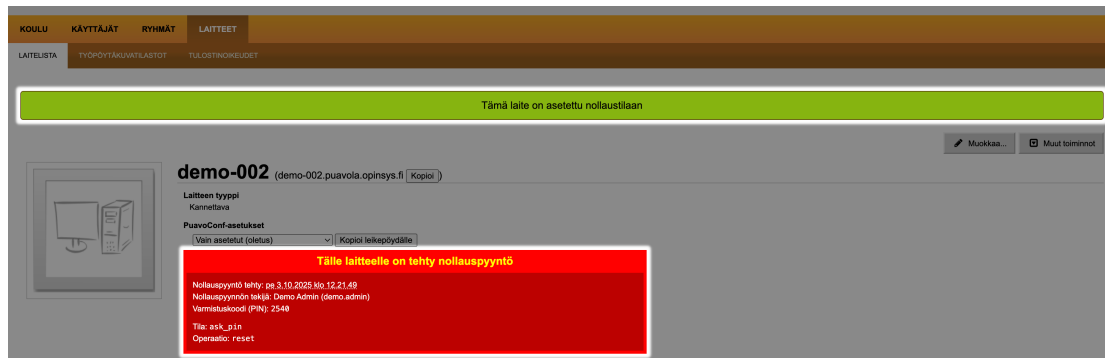 KOULU KÄYTTÄJÄT RYHMÄT LAITTEET
LAITELISTA TYÖPÖYTÄKUVATILASTOT TULOSTINOIKEUDET
Tämä laite on asetettu nollaustilaan
Muokkaa... Muut toiminnot
demo-002 (demo-002.puavola.opinsys.fi Kopioi)
Laitteen tyyppi
Kannettava
PuavoConf-asetukset
Vain asetetut (oletus) Kopioi leikepöydälle
Tälle laitteelle on tehty nollauspyyntö
Nollauspyyntö tehty: pe 3.10.2025 klo 12.21.49
Nollauspyynnön tekijä: Demo Admin (demo.admin)
Varmistuskoodi (PIN): 2540
Tila: ask_pin
Operaatio: reset